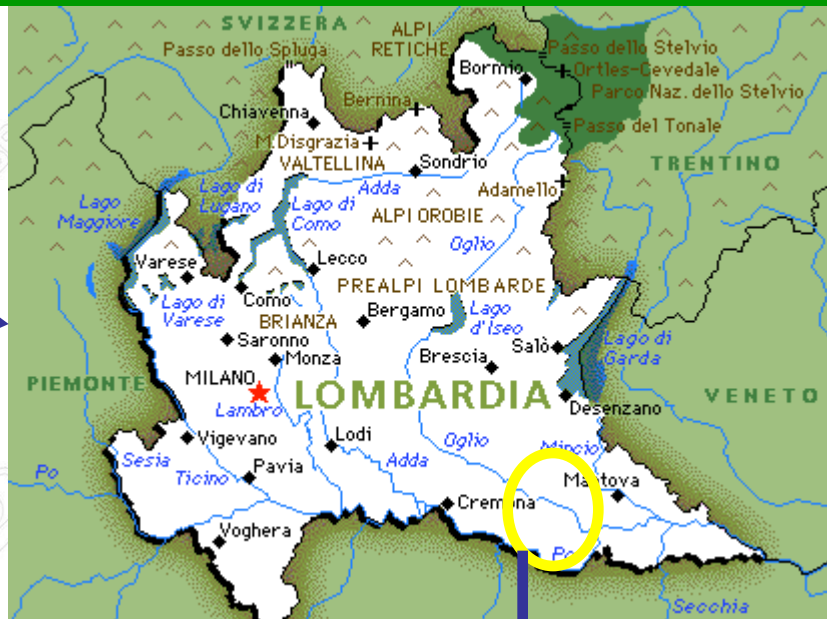 SVIZZERA
ALPI
RETICHE
Passo dello Spluga
Passo dello Stelvio
Bormio
Ortles-Cevedale
Parco Naz. dello Stelvio
Bernina
Chiavenna
Passo del Tonale
M.Disgrazia
VALTELLINA
Sondrio
TRENTINO
Adda
Adamello
Lago
Maggiore
Lago di
Lugano
Lago di
Como
ALPI OROBIE
Oglio
Varese
Lecco
PREALPI LOMBARDE
Lago di
Varese
Como
BRIANZA
Bergamo
Lago
d'Iseo
Saronno
Monza
Brescia
Salò
Lago di
Garda
PIEMONTE
MILANO
LOMBARDIA
VENETO
Lambro
Desenzano
Vigevano
Lodi
Oglio
Mincio
Po
Sesia
Ticino
Pavia
Adda
Mantova
Cremona
Voghera
Po
Secchia